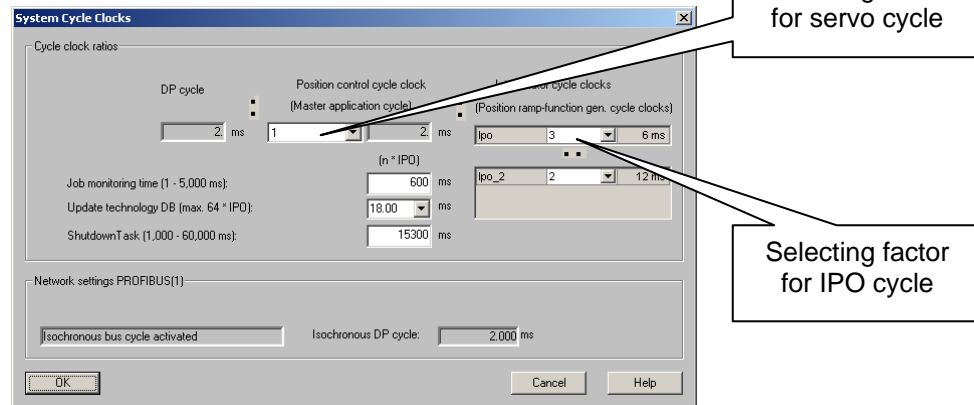 System Cycle Clocks
for servo cycle
Cycle clock ratios
DP cycle
Position control cycle clock
(Master application cycle)
cycle clocks
(Position ramp-function gen. cycle clocks)
2. ms
1
2. ms
Ipo 3 6 ms
(n * IPO)
Job monitoring time (1 - 5,000 ms):
600 ms
Ipo_2 2 12 ms
Update technology DB (max. 64 * IPO):
18.00 ms
ShutdownTask (1,000 - 60,000 ms):
15300 ms
Selecting factor
for IPO cycle
Network settings PROFIBUS(1)
Isochronous bus cycle activated
Isochronous DP cycle:
2.000 ms
OK
Cancel
Help